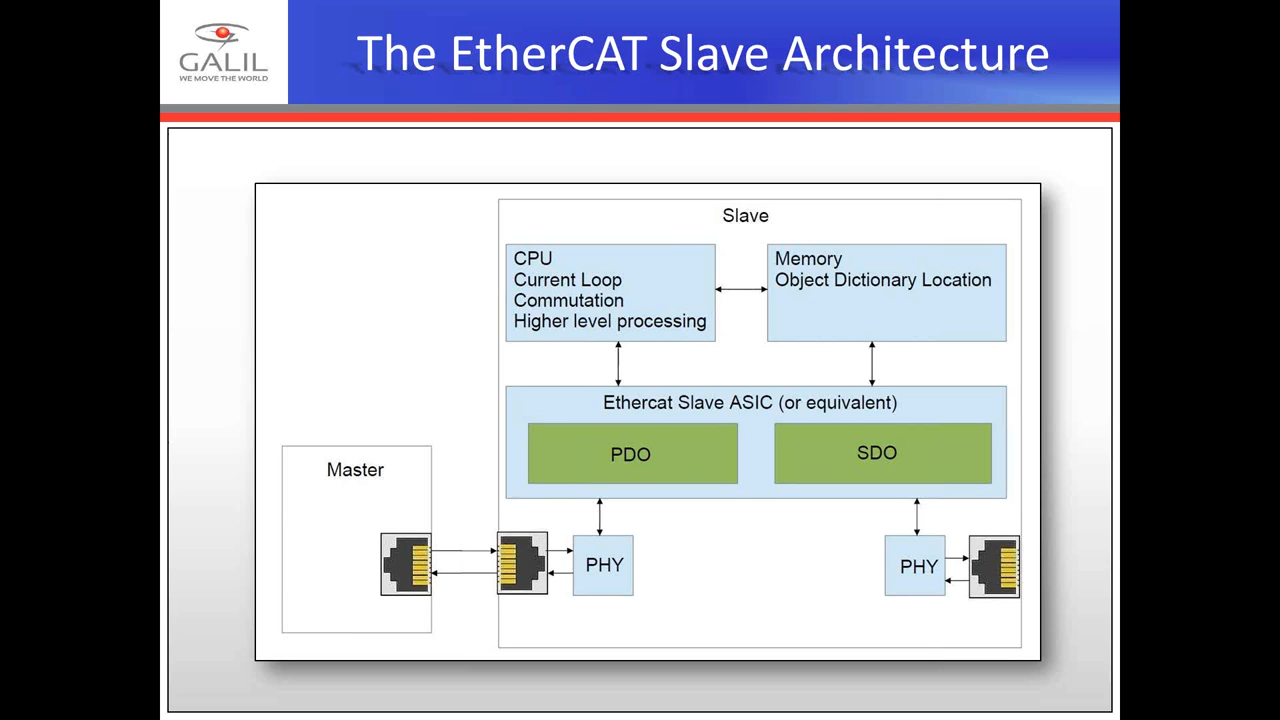 GALIL
WE MOVE THE WORLD
The EtherCAT Slave Architecture
Slave
CPU
Current Loop
Commutation
Higher level processing
Memory
Object Dictionary Location
Ethercat Slave ASIC (or equivalent)
PDO
SDO
Master
PHY
PHY